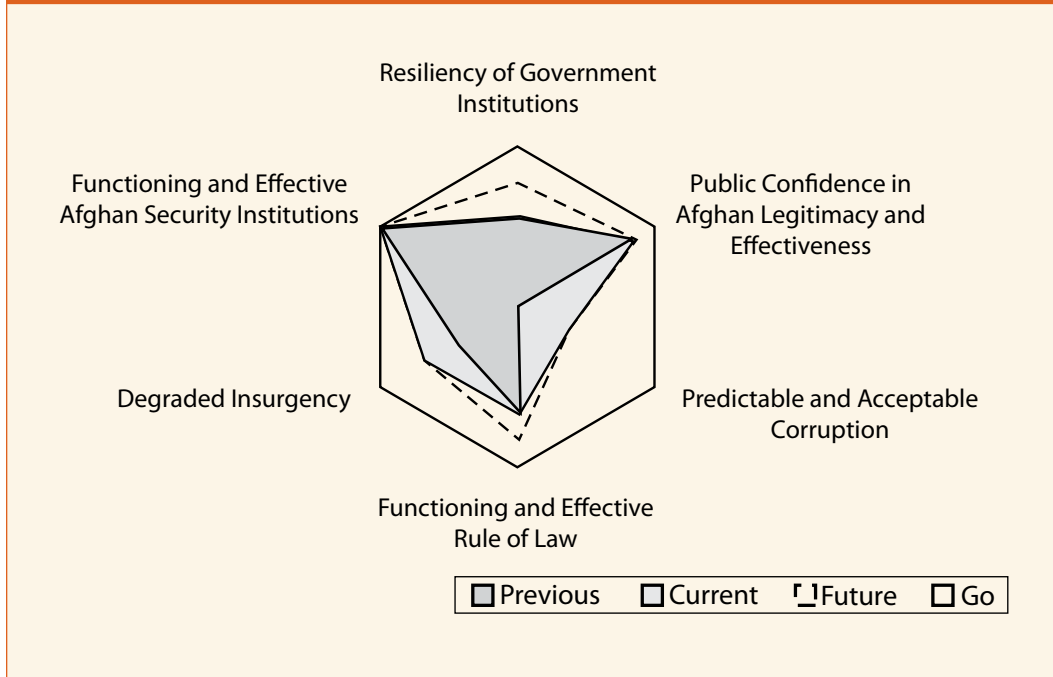 Resiliency of Government
Institutions
Functioning and Effective
Afghan Security Institutions
Public Confidence in
Afghan Legitimacy and
Effectiveness
Degraded Insurgency
Predictable and Acceptable
Corruption
Functioning and Effective
Rule of Law
Previous Current Future Go